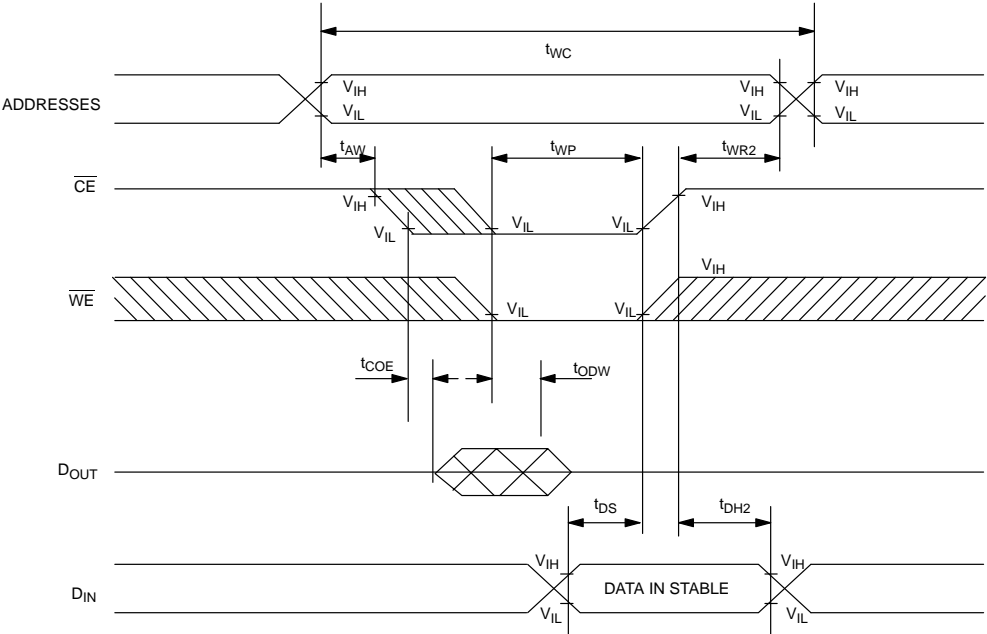 tWC
ADDRESSES
VIH VIH VIH
VIL VIL VIL
tAW tWP tWR2
CE
VIH VIH
VIL VIL VIL
WE
VIH
VIL VIL
tCOE tODW
DOUT
tDS tDH2
DIN
VIH VIH
DATA IN STABLE
VIL VIL